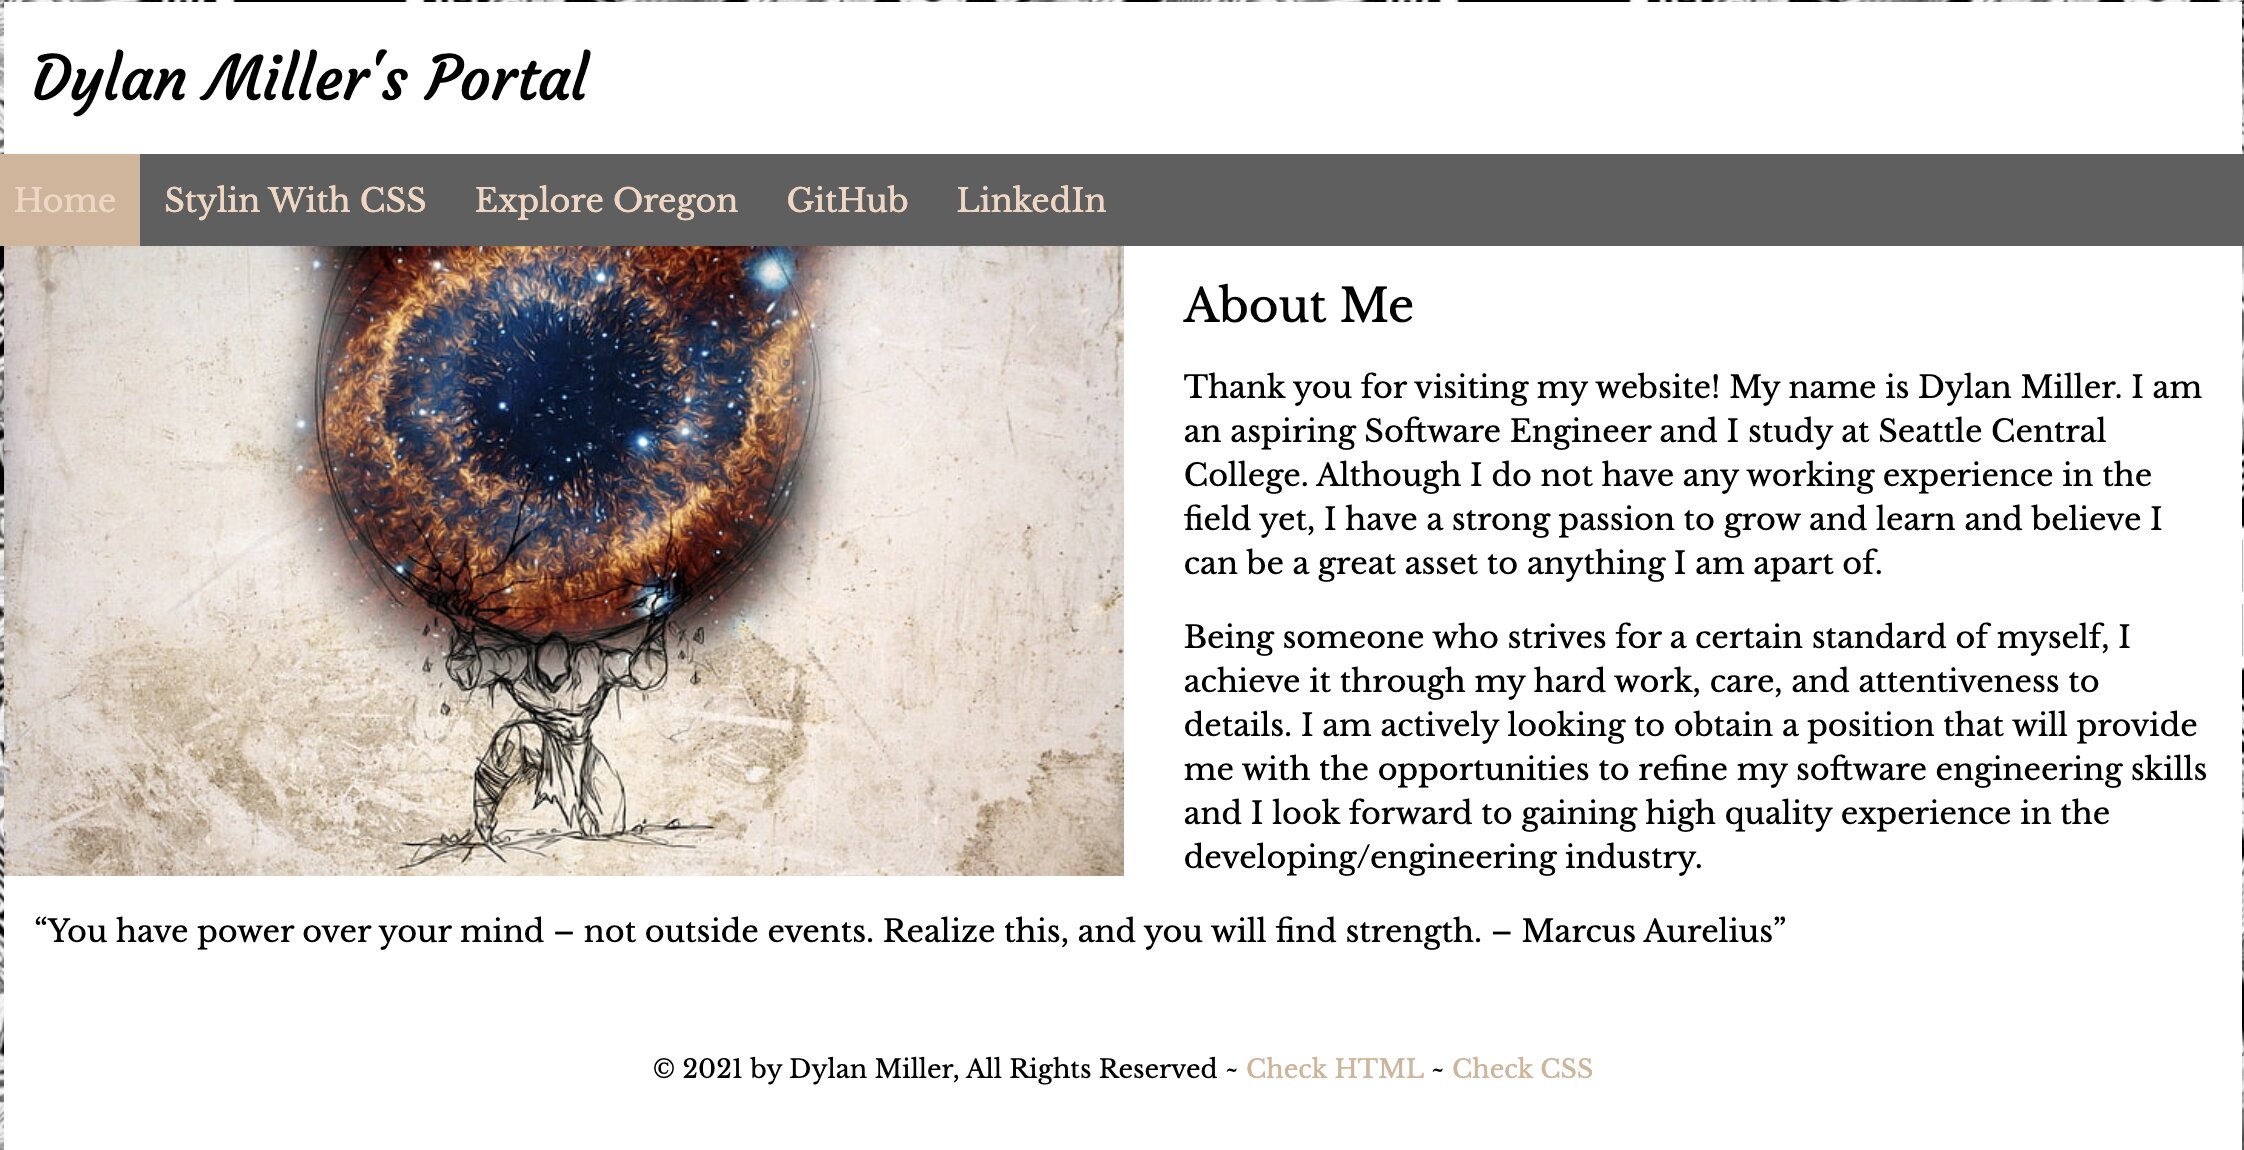 Dylan Miller's Portal
Home Stylin With CSS Explore Oregon GitHub LinkedIn
About Me
Thank you for visiting my website! My name is Dylan Miller. I am
an aspiring Software Engineer and I study at Seattle Central
College. Although I do not have any working experience in the
field yet, I have a strong passion to grow and learn and believe I
can be a great asset to anything I am apart of.
Being someone who strives for a certain standard of myself, I
achieve it through my hard work, care, and attentiveness to
details. I am actively looking to obtain a position that will provide
me with the opportunities to refine my software engineering skills
and I look forward to gaining high quality experience in the
developing/engineering industry.
“You have power over your mind – not outside events. Realize this, and you will find strength. – Marcus Aurelius”
© 2021 by Dylan Miller, All Rights Reserved ~ Check HTML ~ Check CSS